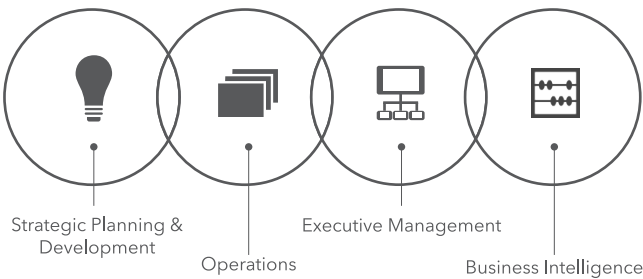 Strategic Planning &
Development
Operations
Executive Management
Business Intelligence